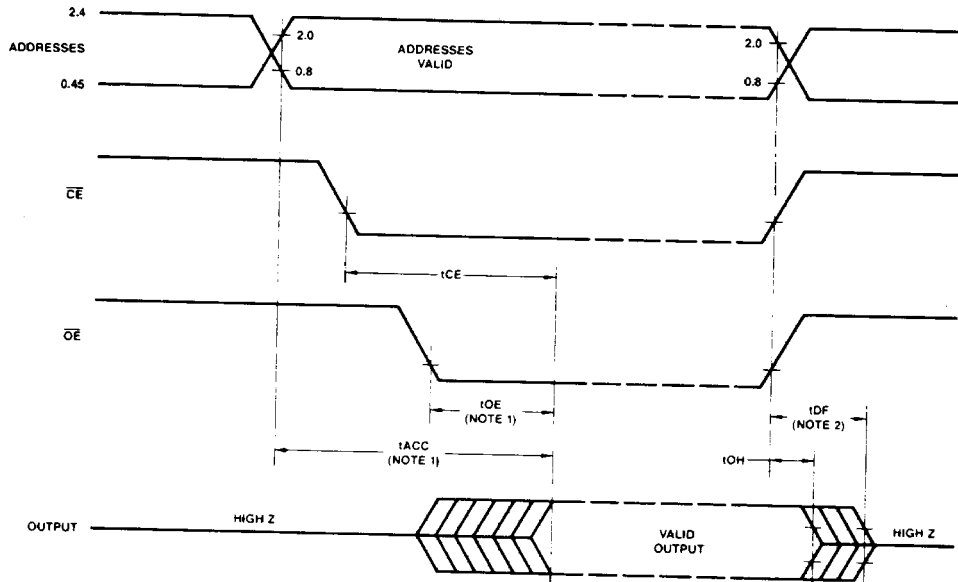 2.4
ADDRESSES
0.45
2.0
0.8
ADDRESSES
VALID
2.0
0.8
CE
tCE
OE
tOE
(NOTE 1)
tDF
(NOTE 2)
tACC
(NOTE 1)
tOH
OUTPUT
HIGH Z
VALID
OUTPUT
HIGH Z